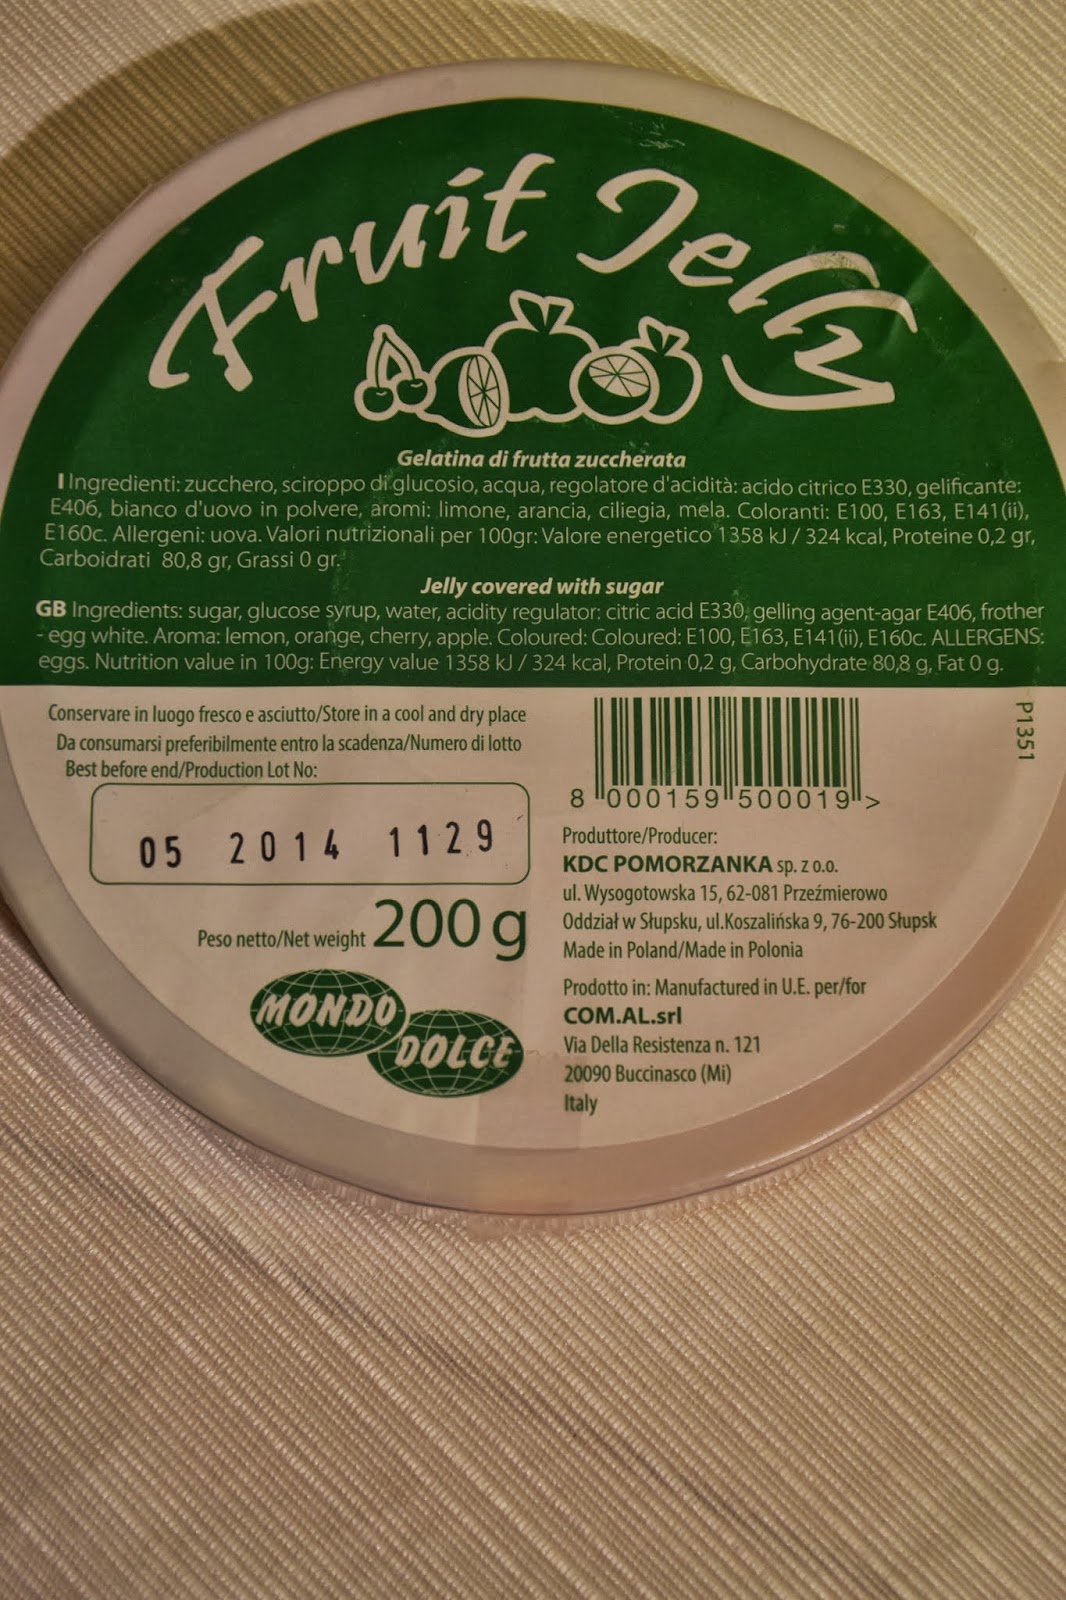 Fruit Jelly
Gelatina di frutta zuccherata
I Ingredienti: zucchero, sciroppo di glucosio, acqua, regolatore d'acidità: acido citrico E330, gelificante:
E406, bianco d'uovo in polvere, aromi: limone, arancia, ciliegia, mela. Coloranti: E100, E163, E141(ii),
E160c. Allergeni: uova. Valori nutrizionali per 100gr: Valore energetico 1358 kJ / 324 kcal, Proteine 0,2 gr,
Carboidrati 80,8 gr, Grassi 0 gr.
Jelly covered with sugar
GB Ingredients: sugar, glucose syrup, water, acidity regulator: citric acid E330, gelling agent-agar E406, frother
- egg white. Aroma: lemon, orange, cherry, apple. Coloured: Coloured: E100, E163, E141(ii), E160c. ALLERGENS:
eggs. Nutrition value in 100g: Energy value 1358 kJ / 324 kcal, Protein 0,2 g, Carbohydrate 80,8 g, Fat 0 g.
Conservare in luogo fresco e asciutto/Store in a cool and dry place
Da consumarsi preferibilmente entro la scadenza/Numero di lotto
Best before end/Production Lot No:
05 2014 1129
Peso netto/Net weight 200 g
MONDO
DOLCE
P1351
8 000159 500019 >
Produttore/Producer:
KDC POMORZANKA sp. z o.o.
ul. Wysogotowska 15, 62-081 Przeźmierowo
Oddział w Słupsku, ul.Koszalińska 9, 76-200 Słupsk
Made in Poland/Made in Polonia
Prodotto in: Manufactured in U.E. per/for
COM.AL.srl
Via Della Resistenza n. 121
20090 Buccinasco (Mi)
Italy